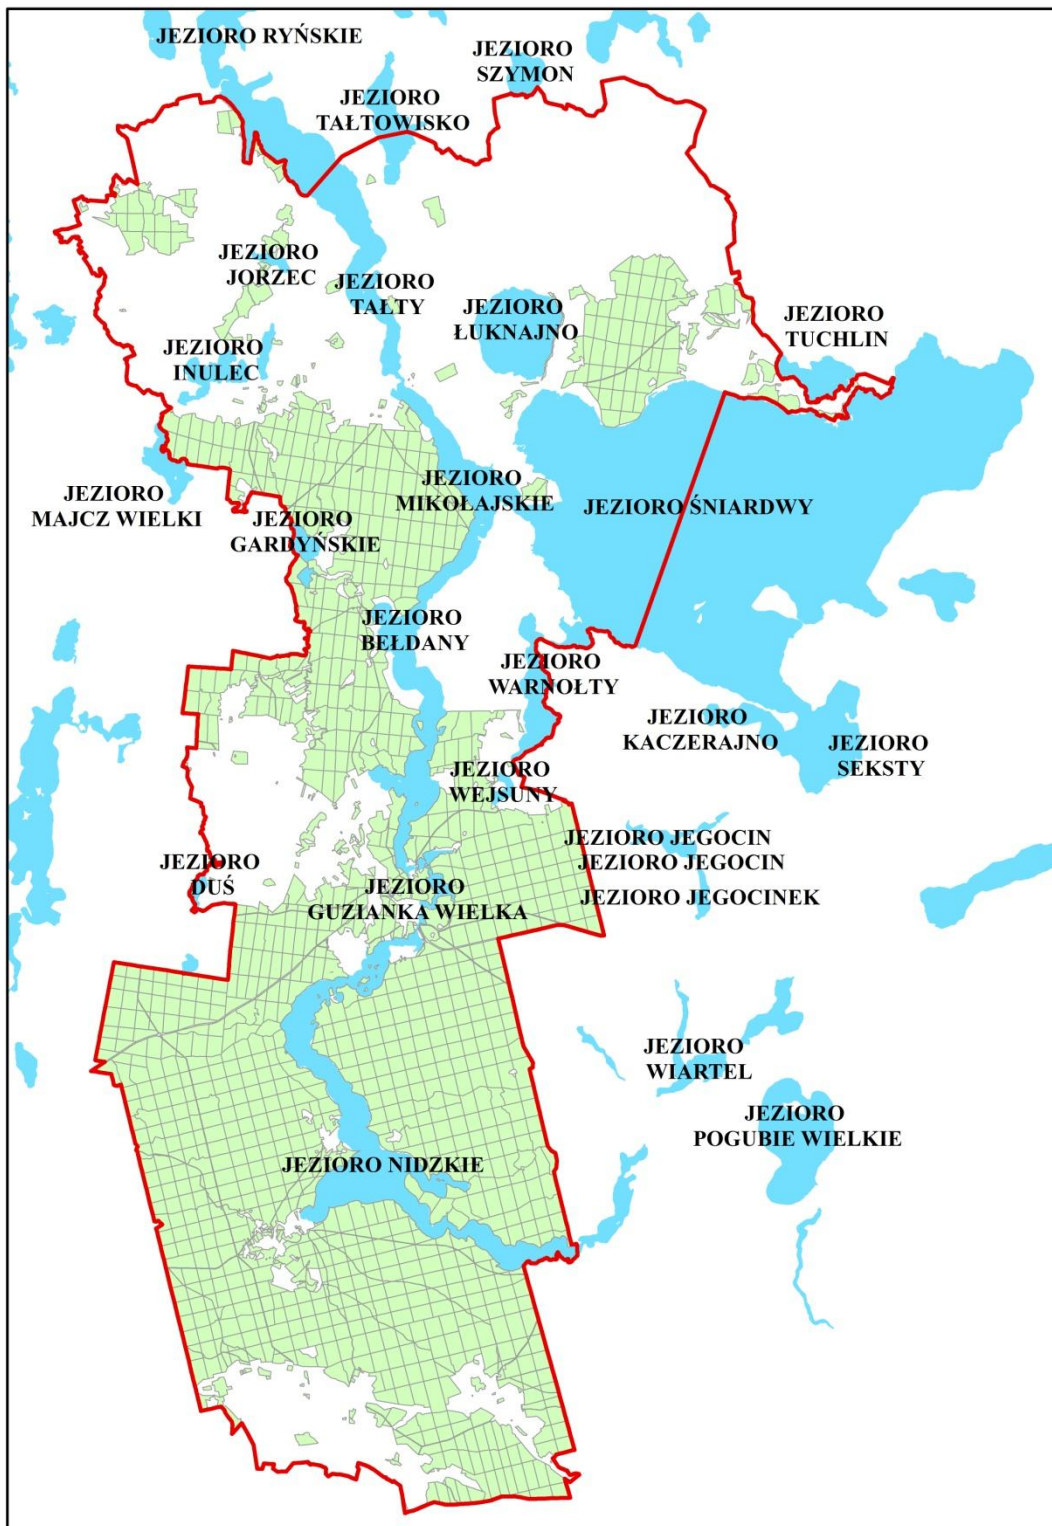 JEZIORO RYŃSKIE
JEZIORO
SZYMON
JEZIORO
TAŁTOWISKO
JEZIORO
JORZEC
JEZIORO
TAŁTY
JEZIORO
ŁUKNAJNO
JEZIORO
TUCHLIN
JEZIORO
INULEC
JEZIORO
MIKOŁAJSKIE
JEZIORO ŚNIARDWY
JEZIORO
MAJCZ WIELKI
JEZIORO
GARDYŃSKIE
JEZIORO
BEŁDANY
JEZIORO
WARNOŁTY
JEZIORO
KACZERAJNO
JEZIORO
SEKSTY
JEZIORO
WEJSUNY
JEZIORO JEGOCIN
JEZIORO JEGOCIN
JEZIORO
DUŚ
JEZIORO
GUZIANKA WIELKA
JEZIORO JEGOCINEK
JEZIORO
WIARTEL
JEZIORO
POGUBIE WIELKIE
JEZIORO NIDZKIE